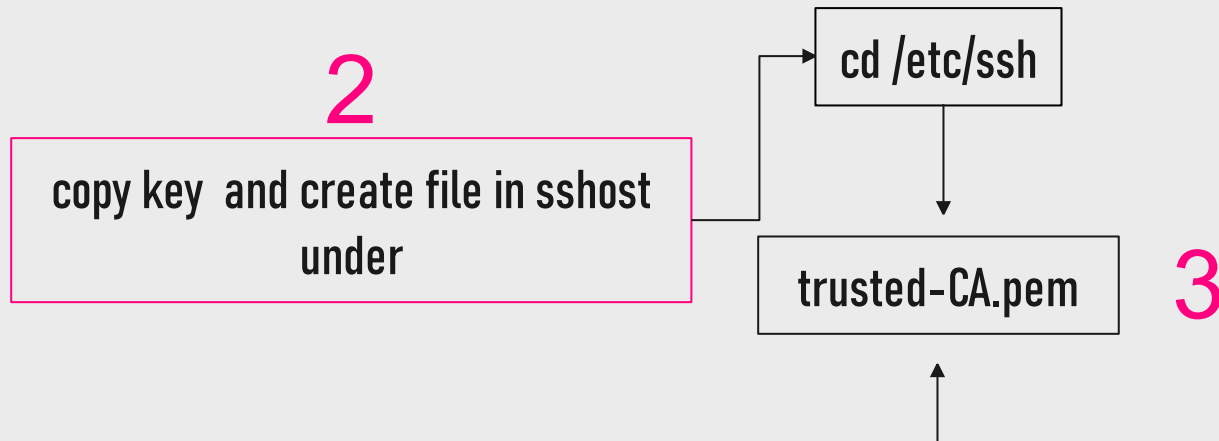 2
copy key and create file in sshost
under
cd /etc/ssh
trusted-CA.pem
3